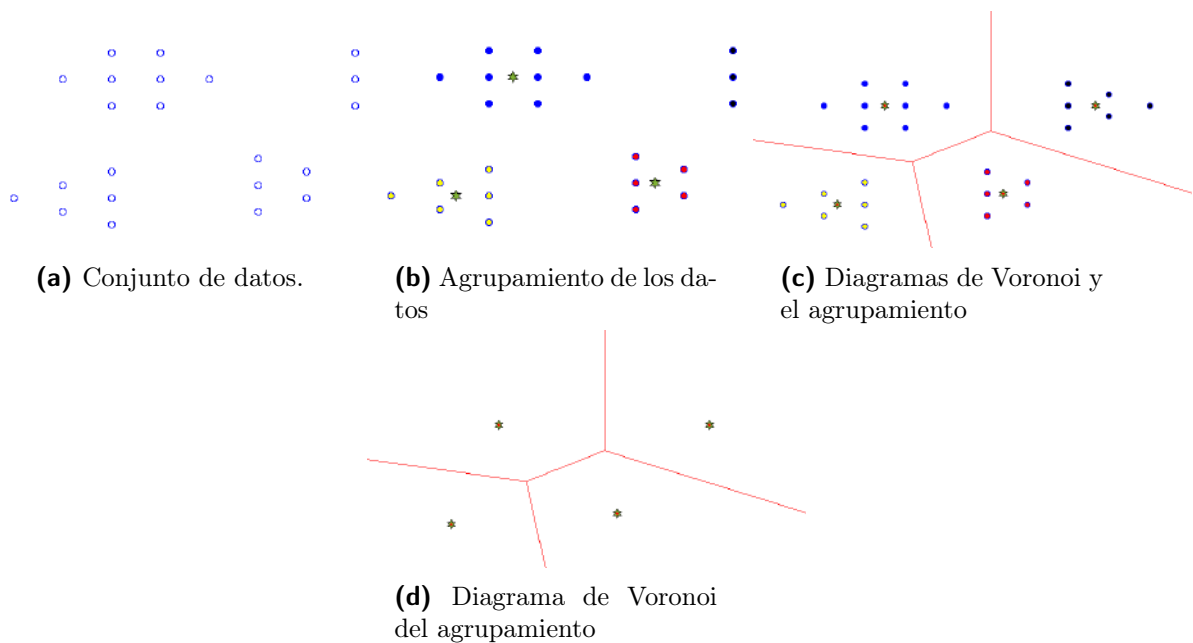 (a) Conjunto de datos.
(b) Agrupamiento de los da-
tos
(c) Diagramas de Voronoi y
el agrupamiento
(d) Diagrama de Voronoi
del agrupamiento